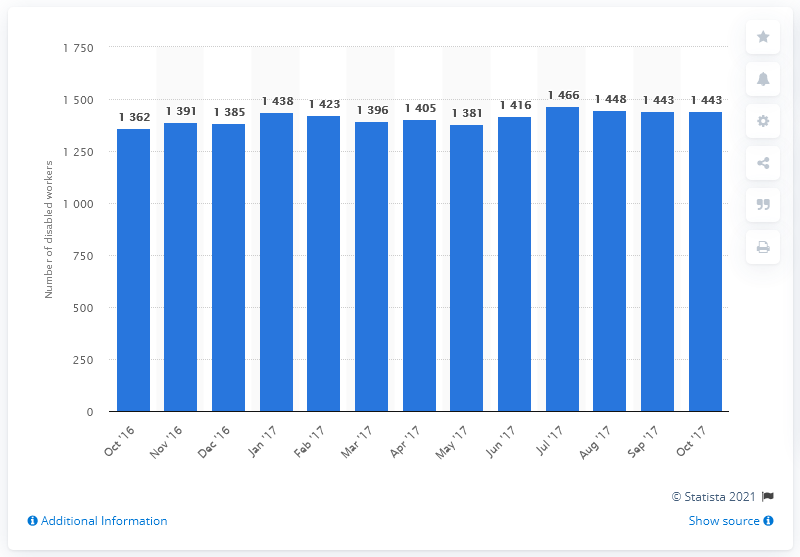 1 750
1 500
1 250
1 000
750
500
250
0
Number of disabled workers
1 362
1 391
1 385
1 438
1 423
1 396
1 405
1 381
1 416
1 466
1 448
1 443
1 443
Oct '16
Nov '16
Dec '16
Jan '17
Feb '17
Mar '17
Apr '17
May '17
Jun '17
Jul '17
Aug '17
Sep '17
Oct '17
© Statista 2021
Additional Information
Show source